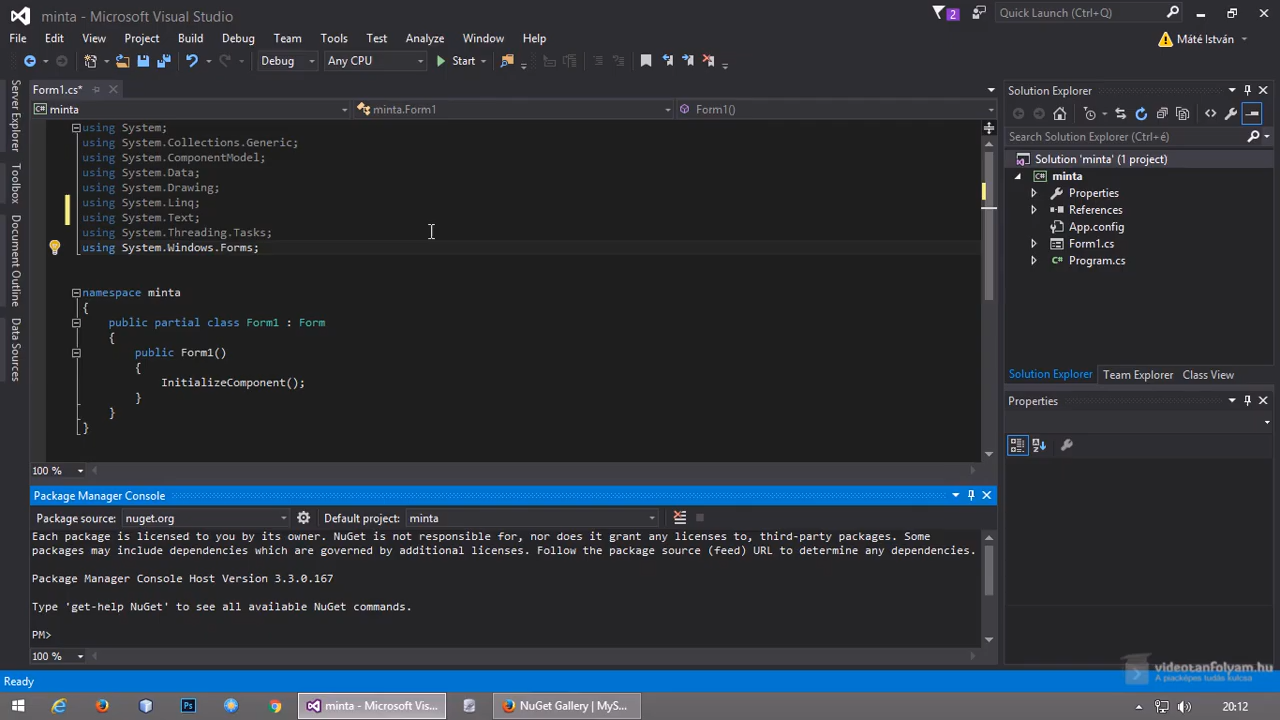 minta - Microsoft Visual Studio
2
Quick Launch (Ctrl+Q)
File Edit View Project Build Debug Team Tools Test Analyze Window Help
Máté István
Debug Any CPU Start
Server Explorer
Toolbox
Document Outline
Data Sources
Form1.cs*
minta minta.Form1 Form1()
using System;
using System.Collections.Generic;
using System.ComponentModel;
using System.Data;
using System.Drawing;
using System.Linq;
using System.Text;
using System.Threading.Tasks;
using System.Windows.Forms;
namespace minta
{
public partial class Form1 : Form
{
public Form1()
{
InitializeComponent();
}
}
}
100 %
Solution Explorer
Search Solution Explorer (Ctrl+é)
Solution 'minta' (1 project)
minta
Properties
References
App.config
Form1.cs
Program.cs
Solution Explorer Team Explorer Class View
Properties
Package Manager Console
Package source: nuget.org Default project: minta
Each package is licensed to you by its owner. NuGet is not responsible for, nor does it grant any licenses to, third-party packages. Some
packages may include dependencies which are governed by additional licenses. Follow the package source (feed) URL to determine any dependencies.
Package Manager Console Host Version 3.3.0.167
Type 'get-help NuGet' to see all available NuGet commands.
PM>
100 %
videotanfolyam.hu
A piacképes tudás kulcsa
Ready
Ps
minta - Microsoft Vis...
NuGet Gallery | MyS...
20:12